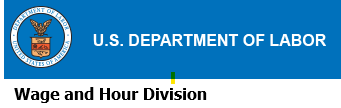 U.S. DEPARTMENT OF LABOR
Wage and Hour Division